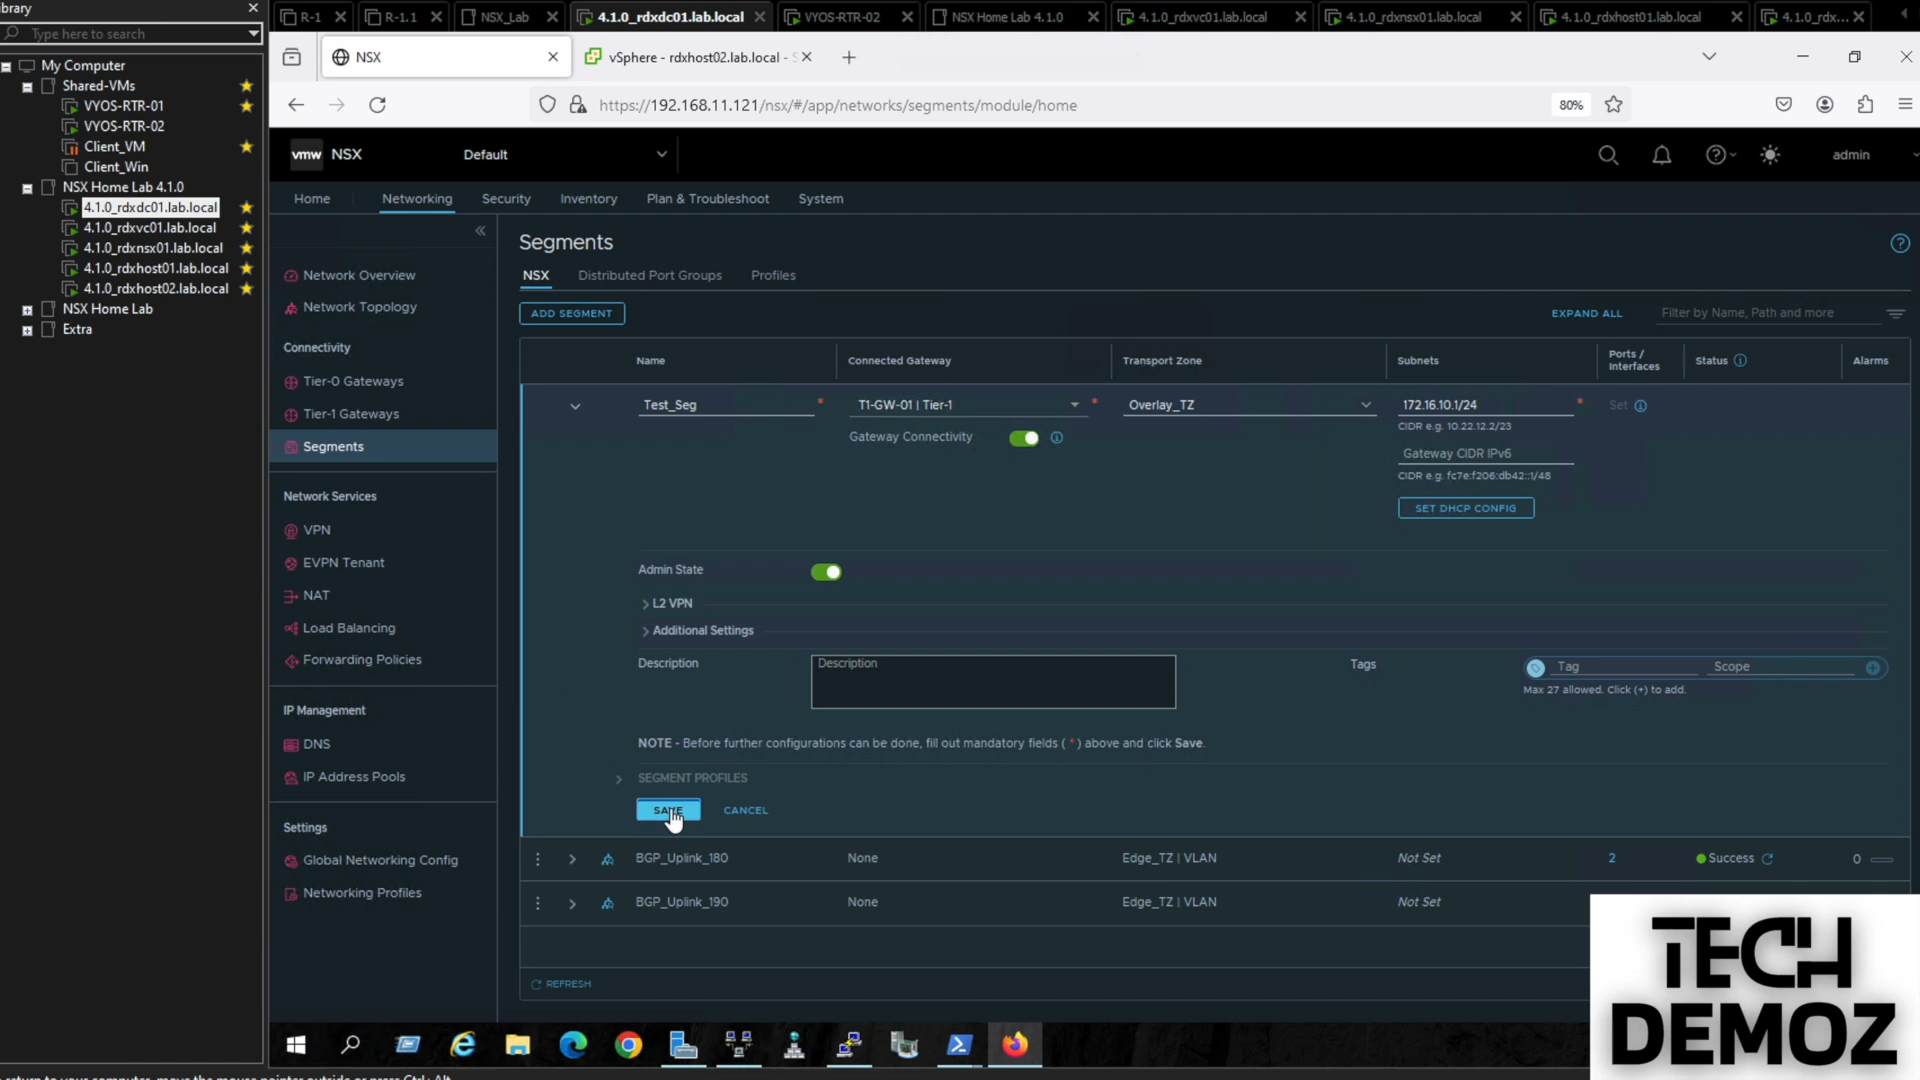 ibrary
Type here to search
My Computer
Shared-VMs
VYOS-RTR-01
VYOS-RTR-02
Client_VM
Client_Win
NSX Home Lab 4.1.0
4.1.0_rdxdc01.lab.local
4.1.0_rdxvc01.lab.local
4.1.0_rdxnsx01.lab.local
4.1.0_rdxhost01.lab.local
4.1.0_rdxhost02.lab.local
NSX Home Lab
Extra
R-1
R-1.1
NSX_Lab
4.1.0_rdxdc01.lab.local
VYOS-RTR-02
NSX Home Lab 4.1.0
4.1.0_rdxvc01.lab.local
4.1.0_rdxnsx01.lab.local
4.1.0_rdxhost01.lab.local
4.1.0_rdx...
NSX
vSphere - rdxhost02.lab.local -
https://192.168.11.121/nsx/#/app/networks/segments/module/home
80%
vmw NSX
Default
admin
Home
Networking
Security
Inventory
Plan & Troubleshoot
System
Network Overview
Network Topology
Connectivity
Tier-0 Gateways
Tier-1 Gateways
Segments
Network Services
VPN
EVPN Tenant
NAT
Load Balancing
Forwarding Policies
IP Management
DNS
IP Address Pools
Settings
Global Networking Config
Networking Profiles
Segments
NSX
Distributed Port Groups
Profiles
ADD SEGMENT
EXPAND ALL
Filter by Name, Path and more
Name
Connected Gateway
Transport Zone
Subnets
Ports / Interfaces
Status
Alarms
Test_Seg *
T1-GW-01 | Tier-1 *
Overlay_TZ
172.16.10.1/24 *
Set
CIDR e.g. 10.22.12.2/23
Gateway Connectivity
Gateway CIDR IPv6
CIDR e.g. fc7e:f206:db42::1/48
SET DHCP CONFIG
Admin State
L2 VPN
Additional Settings
Description
Description
Tags
Tag
Scope
Max 27 allowed. Click (+) to add.
NOTE - Before further configurations can be done, fill out mandatory fields ( * ) above and click Save.
SEGMENT PROFILES
SAVE
CANCEL
BGP_Uplink_180
None
Edge_TZ | VLAN
Not Set
2
Success
0
BGP_Uplink_190
None
Edge_TZ | VLAN
Not Set
REFRESH
TECH
DEMOZ